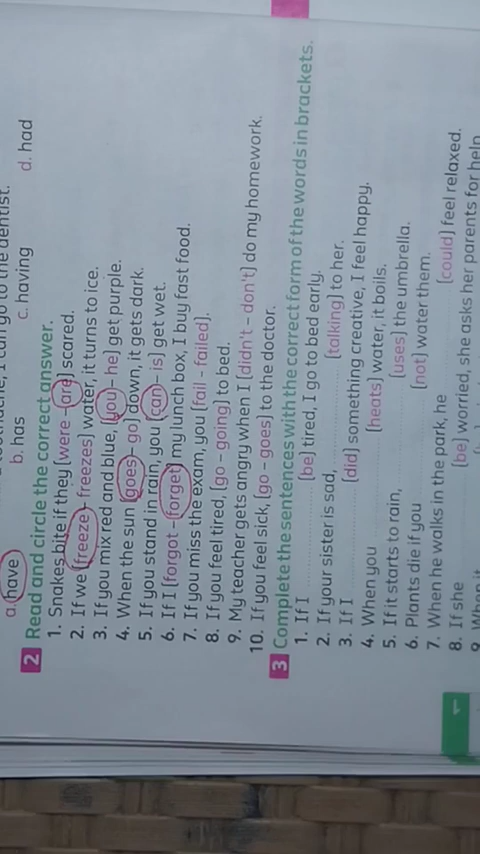 I can go to the dentist.
a. have b. has c. having d. had
2 Read and circle the correct answer.
1. Snakes bite if they [were - are] scared.
2. If we [freeze - freezes] water, it turns to ice.
3. If you mix red and blue, [you - he] get purple.
4. When the sun [goes - go] down, it gets dark.
5. If you stand in rain, you [can - is] get wet.
6. If I [forgot - forget] my lunch box, I buy fast food.
7. If you miss the exam, you [fail - failed].
8. If you feel tired, [go - going] to bed.
9. My teacher gets angry when I [didn't - don't] do my homework.
10. If you feel sick, [go - goes] to the doctor.
3 Complete the sentences with the correct form of the words in brackets.
1. If I [be] tired, I go to bed early.
2. If your sister is sad, [talking] to her.
3. If I [did] something creative, I feel happy.
4. When you [heats] water, it boils.
5. If it starts to rain, [uses] the umbrella.
6. Plants die if you [not] water them.
7. When he walks in the park, he [could] feel relaxed.
8. If she [be] worried, she asks her parents for help
9. When it
1